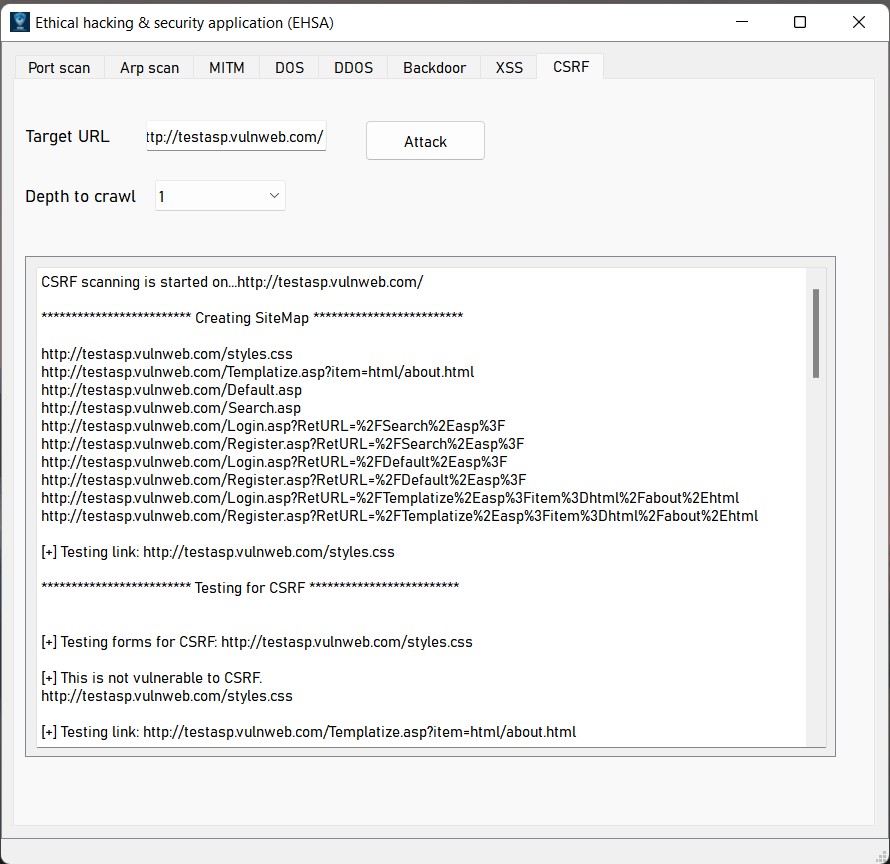 Ethical hacking & security application (EHSA)
Port scan Arp scan MITM DOS DDOS Backdoor XSS CSRF
Target URL ttp://testasp.vulnweb.com/ Attack
Depth to crawl 1
CSRF scanning is started on...http://testasp.vulnweb.com/
************************* Creating SiteMap *************************
http://testasp.vulnweb.com/styles.css
http://testasp.vulnweb.com/Templatize.asp?item=html/about.html
http://testasp.vulnweb.com/Default.asp
http://testasp.vulnweb.com/Search.asp
http://testasp.vulnweb.com/Login.asp?RetURL=%2FSearch%2Easp%3F
http://testasp.vulnweb.com/Register.asp?RetURL=%2FSearch%2Easp%3F
http://testasp.vulnweb.com/Login.asp?RetURL=%2FDefault%2Easp%3F
http://testasp.vulnweb.com/Register.asp?RetURL=%2FDefault%2Easp%3F
http://testasp.vulnweb.com/Login.asp?RetURL=%2FTemplatize%2Easp%3Fitem%3Dhtml%2Fabout%2Ehtml
http://testasp.vulnweb.com/Register.asp?RetURL=%2FTemplatize%2Easp%3Fitem%3Dhtml%2Fabout%2Ehtml
[+] Testing link: http://testasp.vulnweb.com/styles.css
************************* Testing for CSRF *************************
[+] Testing forms for CSRF: http://testasp.vulnweb.com/styles.css
[+] This is not vulnerable to CSRF.
http://testasp.vulnweb.com/styles.css
[+] Testing link: http://testasp.vulnweb.com/Templatize.asp?item=html/about.html